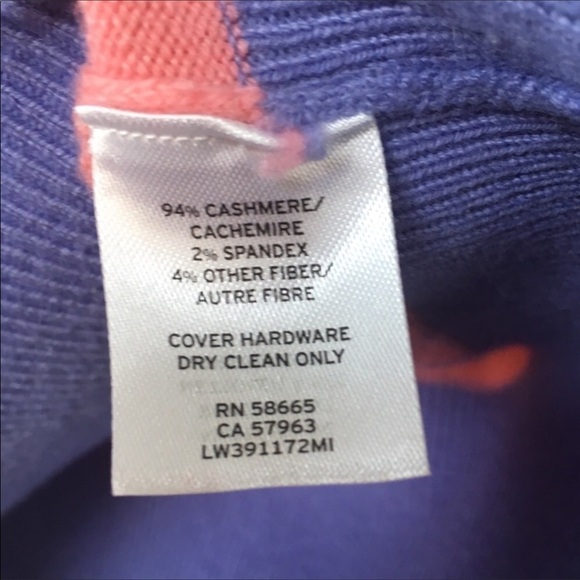 94% CASHMERE/
CACHEMIRE
2% SPANDEX
4% OTHER FIBER/
AUTRE FIBRE
COVER HARDWARE
DRY CLEAN ONLY
RN 58665
CA 57963
LW391172MI